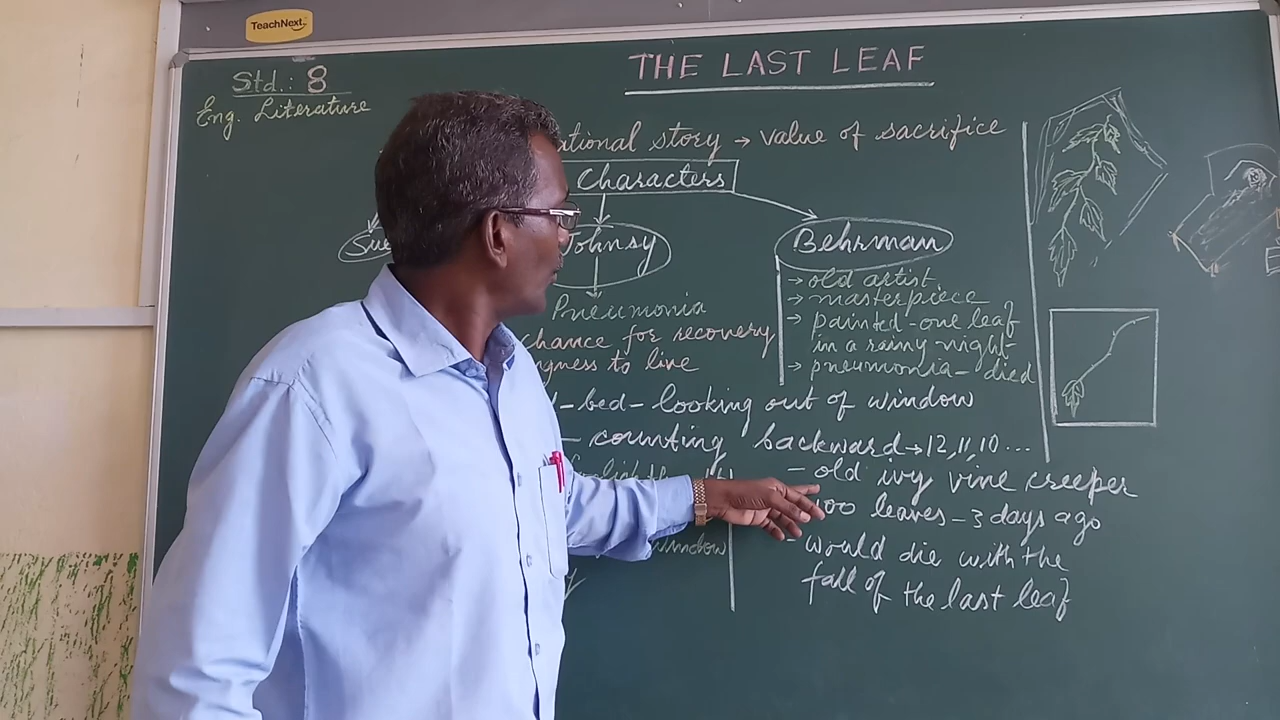 TeachNext
Std.: 8
Eng. Literature
THE LAST LEAF
story → value of sacrifice
Characters
Johnsy
Behrman
→ old artist
→ masterpiece
→ painted-one leaf
in a rainy night-
→ pneumonia - died
Pneumonia
chance for recovery
to live
- bed - looking out of window
- counting backward → 12, 11, 10 ...
- old ivy vine creeper
100 leaves - 3 days ago
- would die with the
fall of the last leaf
window